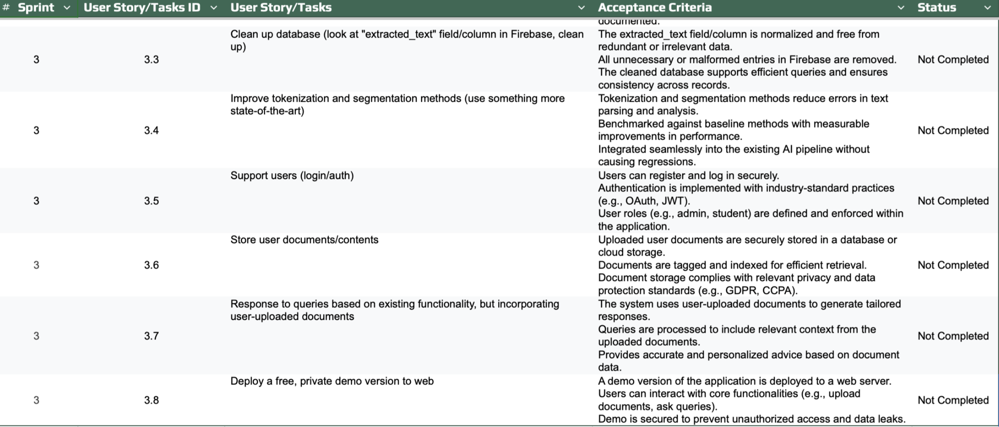 # Sprint User Story/Tasks ID User Story/Tasks Acceptance Criteria Status
documented.
3
3.3
Clean up database (look at "extracted_text" field/column in Firebase, clean
up)
The extracted_text field/column is normalized and free from
redundant or irrelevant data.
All unnecessary or malformed entries in Firebase are removed.
The cleaned database supports efficient queries and ensures
consistency across records.
Not Completed
3
3.4
Improve tokenization and segmentation methods (use something more
state-of-the-art)
Tokenization and segmentation methods reduce errors in text
parsing and analysis.
Benchmarked against baseline methods with measurable
improvements in performance.
Integrated seamlessly into the existing AI pipeline without
causing regressions.
Not Completed
3
3.5
Support users (login/auth)
Users can register and log in securely.
Authentication is implemented with industry-standard practices
(e.g., OAuth, JWT).
User roles (e.g., admin, student) are defined and enforced within
the application.
Not Completed
3
3.6
Store user documents/contents
Uploaded user documents are securely stored in a database or
cloud storage.
Documents are tagged and indexed for efficient retrieval.
Document storage complies with relevant privacy and data
protection standards (e.g., GDPR, CCPA).
Not Completed
3
3.7
Response to queries based on existing functionality, but incorporating
user-uploaded documents
The system uses user-uploaded documents to generate tailored
responses.
Queries are processed to include relevant context from the
uploaded documents.
Provides accurate and personalized advice based on document
data.
Not Completed
3
3.8
Deploy a free, private demo version to web
A demo version of the application is deployed to a web server.
Users can interact with core functionalities (e.g., upload
documents, ask queries).
Demo is secured to prevent unauthorized access and data leaks.
Not Completed